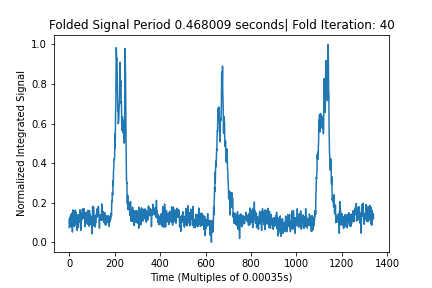 Folded Signal Period 0.468009 seconds| Fold Iteration: 40
Normalized Integrated Signal
1.0
0.8
0.6
0.4
0.2
0.0
0 200 400 600 800 1000 1200 1400
Time (Multiples of 0.00035s)